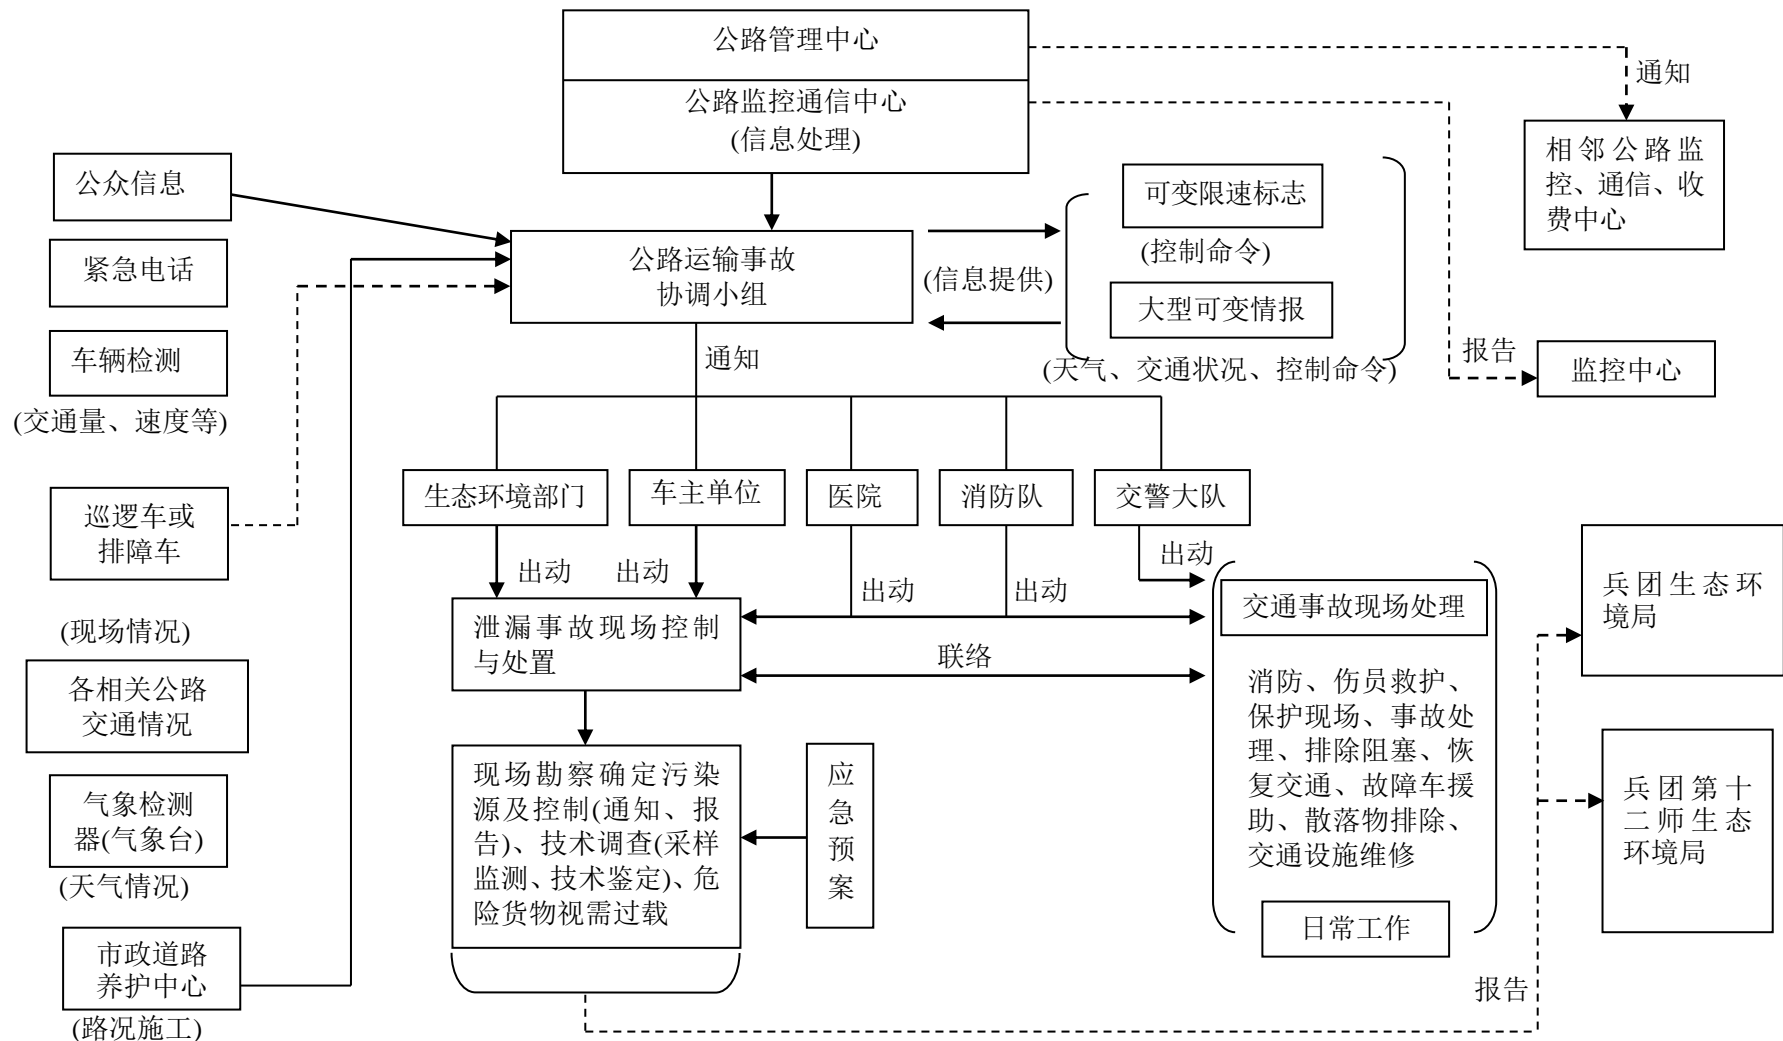 公路管理中心
公路监控通信中心
(信息处理)
通知
相邻公路监
控、通信、收
费中心
公众信息
紧急电话
车辆检测
(交通量、速度等)
巡逻车或
排障车
(现场情况)
各相关公路
交通情况
气象检测
器(气象台)
(天气情况)
市政道路
养护中心
(路况施工)
公路运输事故
协调小组
(信息提供)
可变限速标志
(控制命令)
大型可变情报
(天气、交通状况、控制命令)
报告
监控中心
通知
生态环境部门
车主单位
医院
消防队
交警大队
出动
出动
出动
出动
出动
泄漏事故现场控制
与处置
联络
交通事故现场处理
消防、伤员救护、
保护现场、事故处
理、排除阻塞、恢
复交通、故障车援
助、散落物排除、
交通设施维修
日常工作
现场勘察确定污染
源及控制(通知、报
告)、技术调查(采样
监测、技术鉴定)、危
险货物视需过载
应
急
预
案
兵团生态环
境局
兵团第十
二师生态
环境局
报告